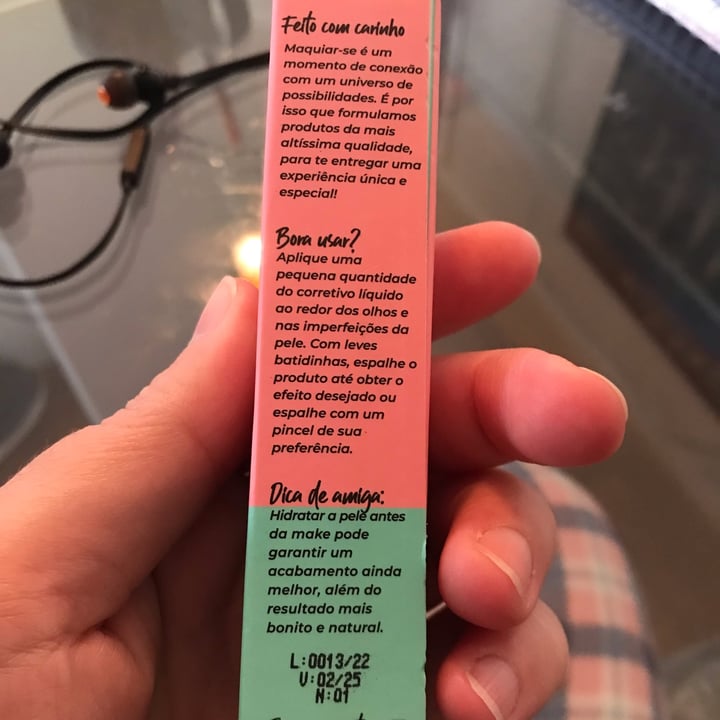 Feito com carinho
Maquiar-se é um
momento de conexão
com um universo de
possibilidades. É por
isso que formulamos
produtos da mais
altíssima qualidade,
para te entregar uma
experiência única e
especial!
Bora usar?
Aplique uma
pequena quantidade
do corretivo líquido
ao redor dos olhos e
nas imperfeições da
pele. Com leves
batidinhas, espalhe o
produto até obter o
efeito desejado ou
espalhe com um
pincel de sua
preferência.
Dica de amiga:
Hidratar a pele antes
da make pode
garantir um
acabamento ainda
melhor, além do
resultado mais
bonito e natural.
L:0013/22
V:02/25
N:01